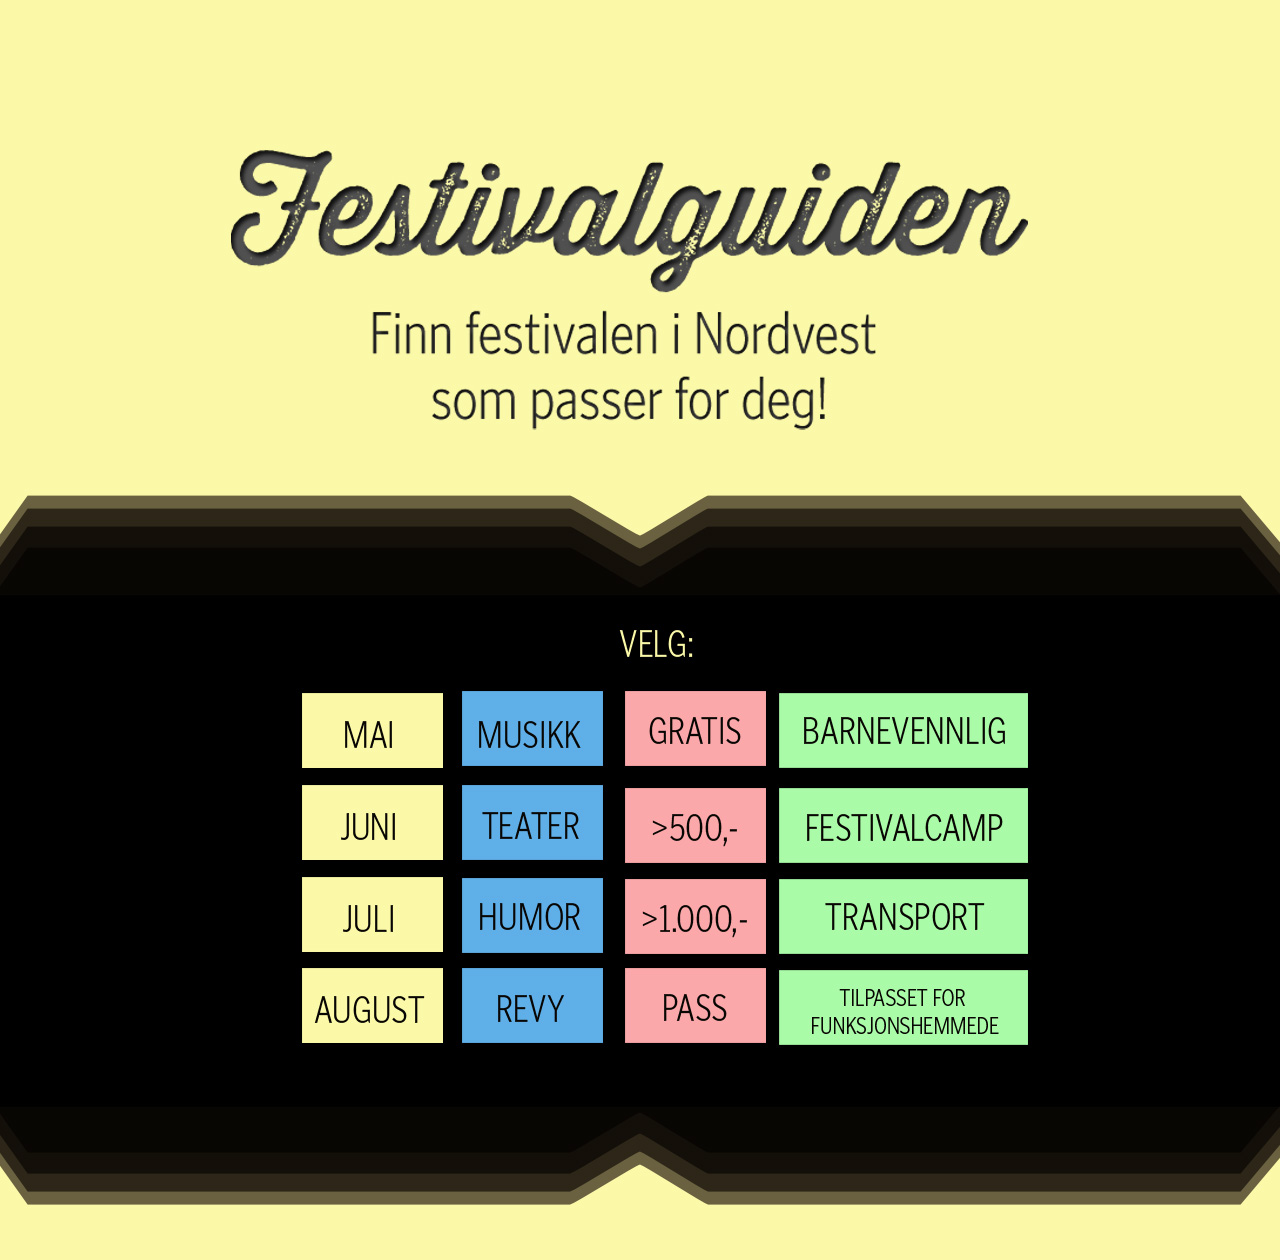 Festivalguiden
Finn festivalen i Nordvest
som passer for deg!
VELG:
MAI MUSIKK GRATIS BARNEVENNLIG
JUNI TEATER >500,- FESTIVALCAMP
JULI HUMOR >1.000,- TRANSPORT
AUGUST REVY PASS TILPASSET FOR
FUNKSJONSHEMMEDE